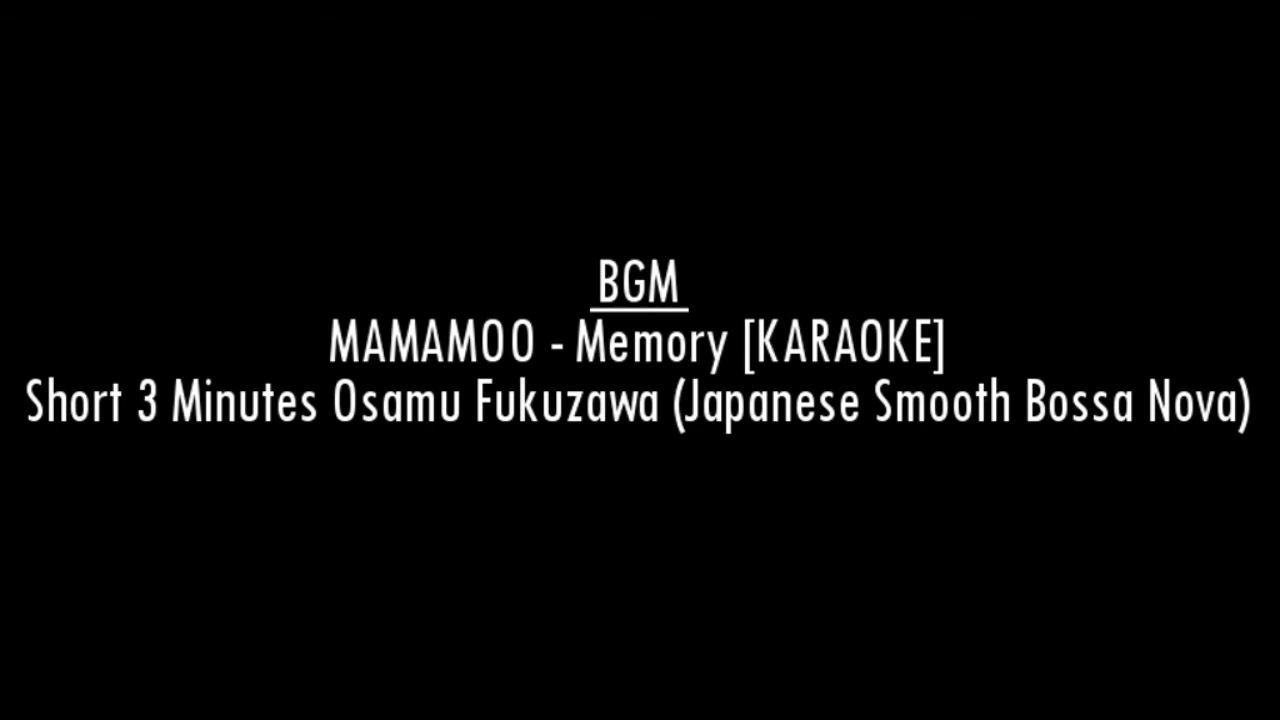 BGM
MAMAMOO - Memory [KARAOKE]
Short 3 Minutes Osamu Fukuzawa (Japanese Smooth Bossa Nova)